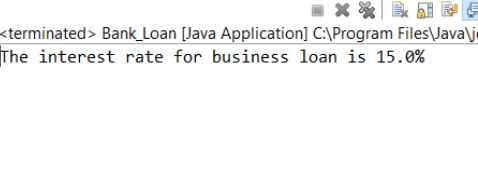 <terminated> Bank_Loan [Java Application] C:\Program Files\Java\j
The interest rate for business loan is 15.0%